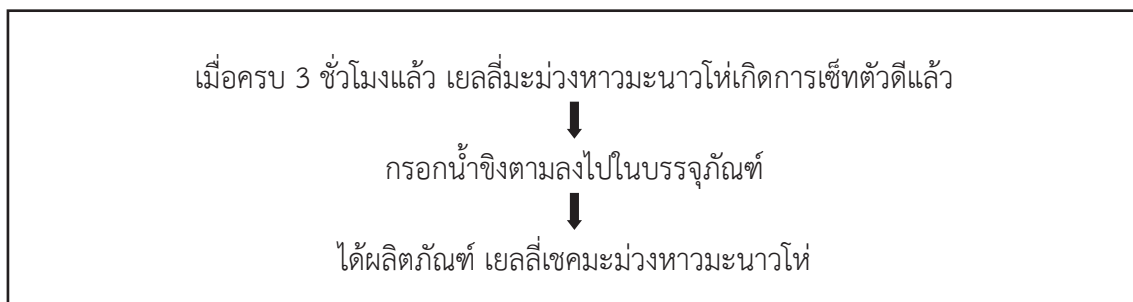 เมื่อครบ 3 ชั่วโมงแล้ว เยลลี่มะม่วงหาวมะนาวโห่เกิดการเซ็ทตัวดีแล้ว
กรอกน้ำขิงตามลงไปในบรรจุภัณฑ์
ได้ผลิตภัณฑ์ เยลลี่เชคมะม่วงหาวมะนาวโห่